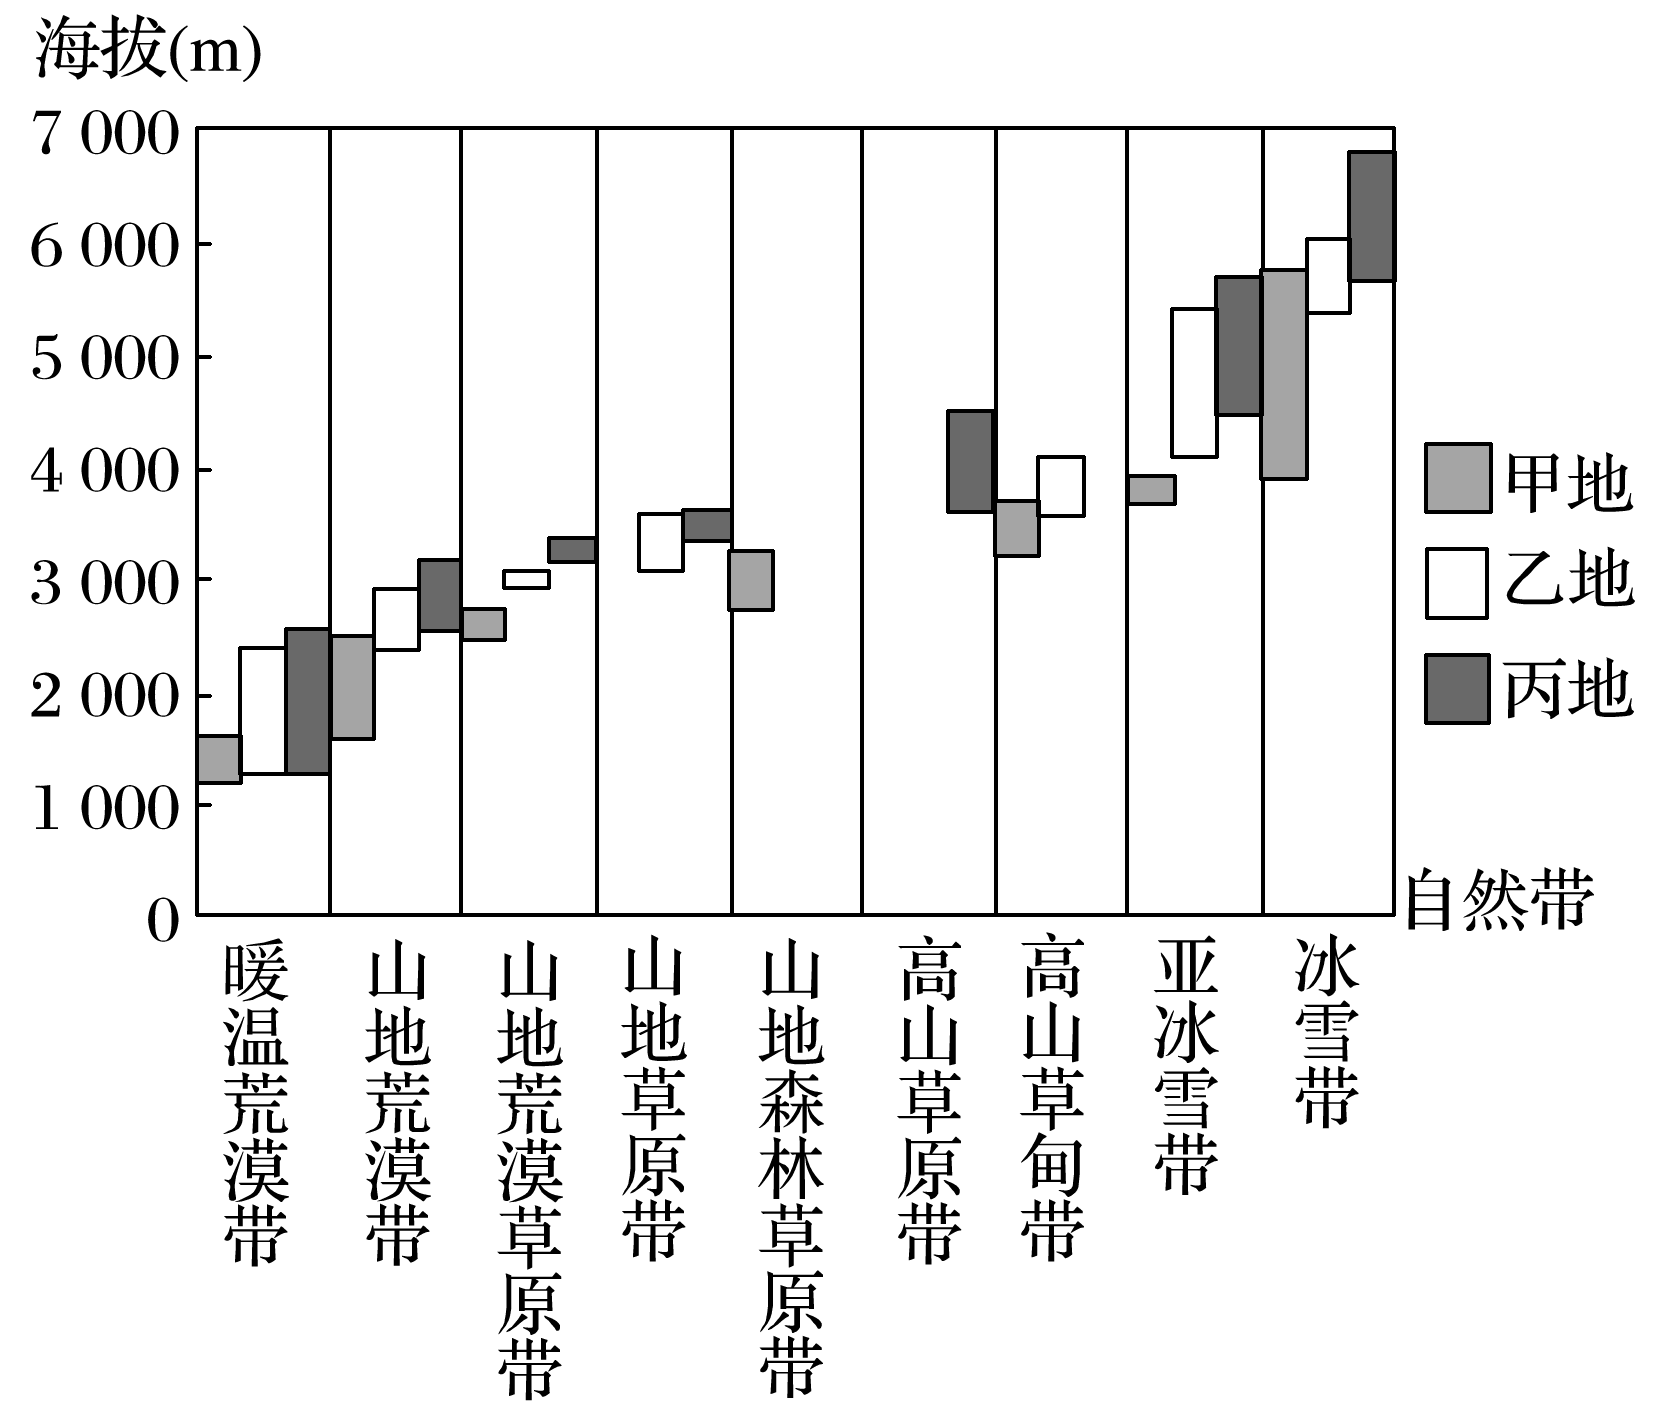 海拔(m)
7 000
6 000
5 000
4 000
3 000
2 000
1 000
0
甲地
乙地
丙地
自然带
暖温荒漠带
山地荒漠带
山地荒漠草原带
山地草原带
山地森林草原带
高山草原带
高山草甸带
亚冰雪带
冰雪带